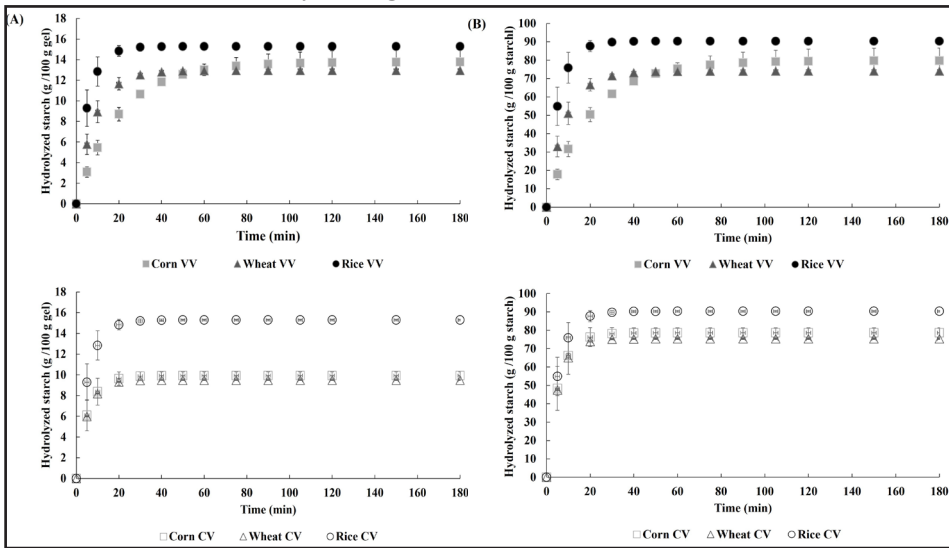 (A)
18
16
14
12
10
8
6
4
2
0
Hydrolyzed starch (g /100 g gel)
0 20 40 60 80 100 120 140 160 180
Time (min)
Corn VV Wheat VV Rice VV
(B)
100
90
80
70
60
50
40
30
20
10
0
Hydrolyzed starch (g /100 g starchl)
0 20 40 60 80 100 120 140 160 180
Time (min)
Corn VV Wheat VV Rice VV
18
16
14
12
10
8
6
4
2
0
Hydrolyzed starch (g /100 g gel)
0 20 40 60 80 100 120 140 160 180
Time (min)
Corn CV Wheat CV Rice CV
100
90
80
70
60
50
40
30
20
10
0
Hydrolyzed starch (g /100 g starch)
0 20 40 60 80 100 120 140 160 180
Time (min)
Corn CV Wheat CV Rice CV